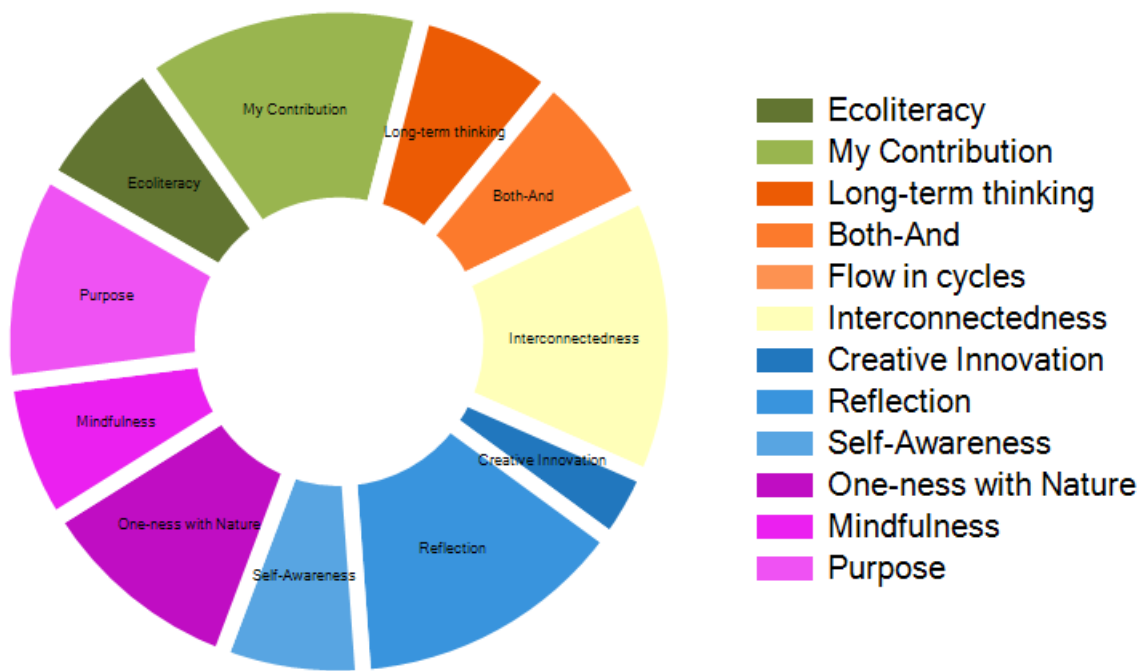 My Contribution
Long-term thinking
Ecoliteracy
Both-And
Purpose
Interconnectedness
Mindfulness
Creative Innovation
One-ness with Nature
Reflection
Self-Awareness
Ecoliteracy
My Contribution
Long-term thinking
Both-And
Flow in cycles
Interconnectedness
Creative Innovation
Reflection
Self-Awareness
One-ness with Nature
Mindfulness
Purpose